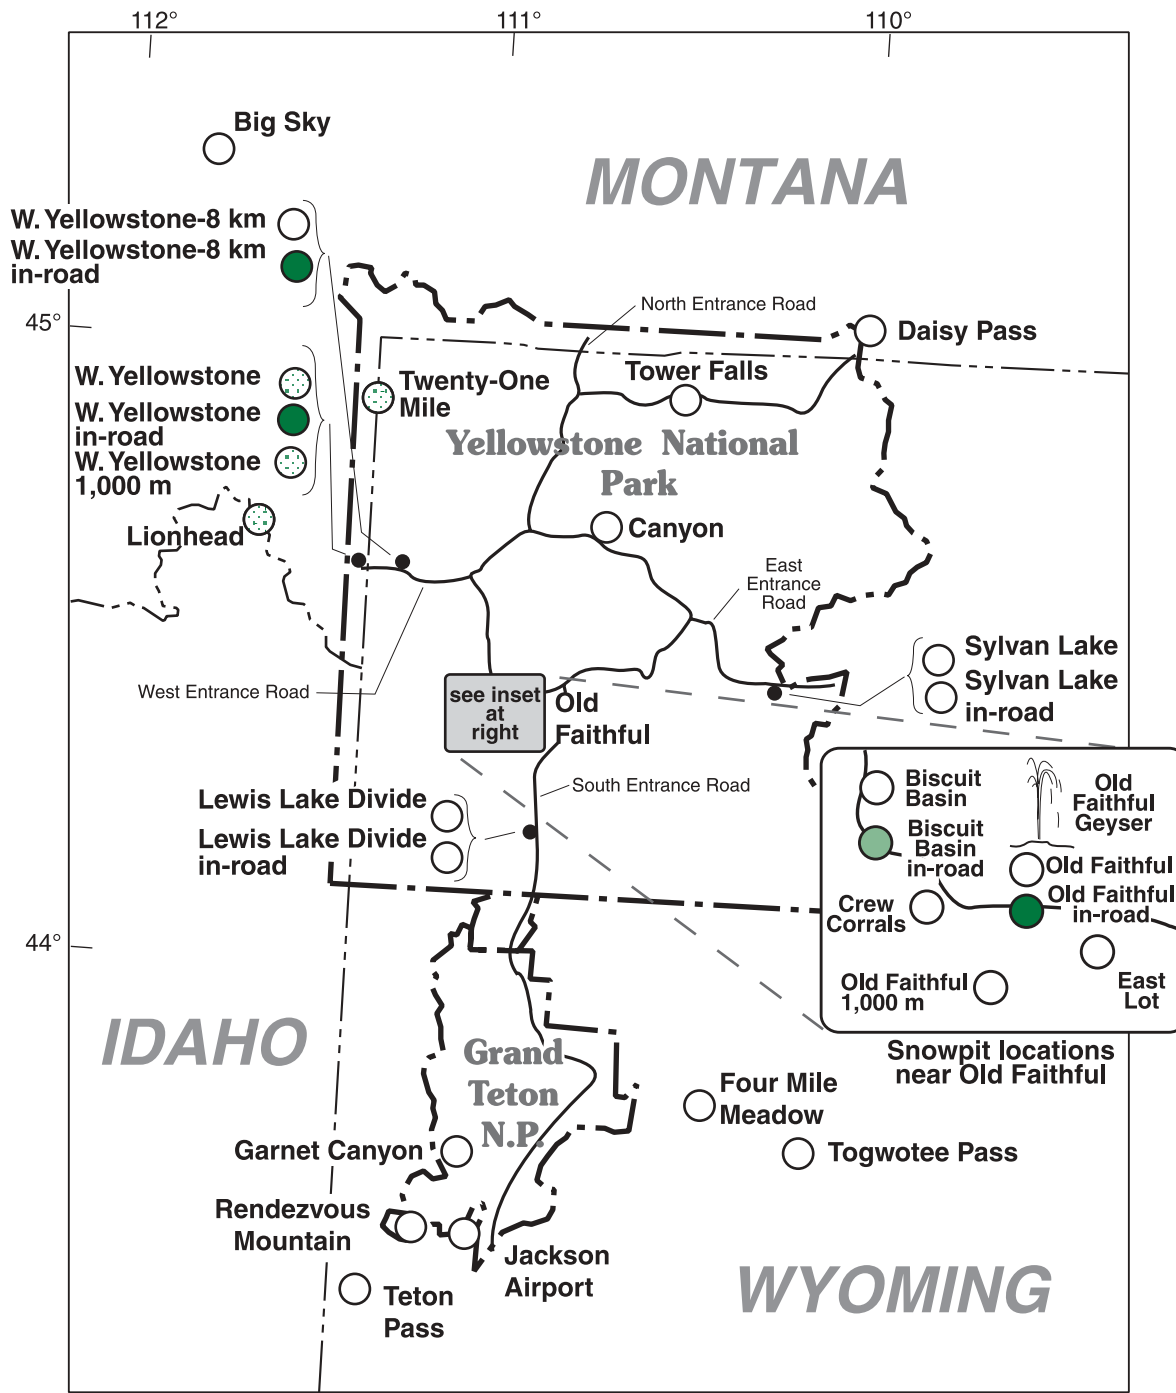 112°
111°
110°
Big Sky
MONTANA
W. Yellowstone-8 km
W. Yellowstone-8 km
in-road
North Entrance Road
45°
Daisy Pass
W. Yellowstone
Twenty-One
Mile
Tower Falls
W. Yellowstone
in-road
Yellowstone National
Park
W. Yellowstone
1,000 m
Lionhead
Canyon
East
Entrance
Road
Sylvan Lake
Sylvan Lake
in-road
West Entrance Road
see inset
at
right
Old
Faithful
South Entrance Road
Lewis Lake Divide
Lewis Lake Divide
in-road
Biscuit
Basin
Old
Faithful
Geyser
Biscuit
Basin
in-road
Old Faithful
Old Faithful
in-road
Crew
Corrals
East
Lot
Old Faithful
1,000 m
44°
Snowpit locations
near Old Faithful
IDAHO
Grand
Teton
N.P.
Four Mile
Meadow
Garnet Canyon
Togwotee Pass
Rendezvous
Mountain
Jackson
Airport
Teton
Pass
WYOMING